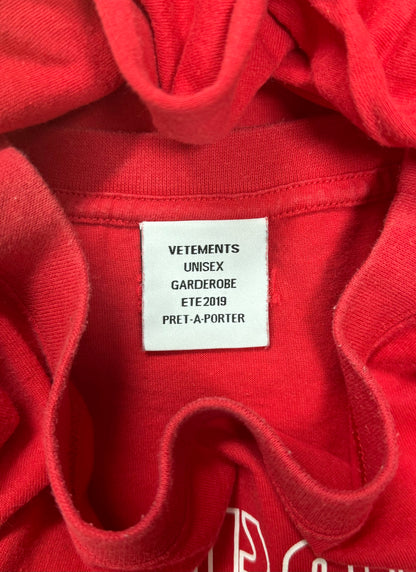 VETEMENTS
UNISEX
GARDEROBE
ETE2019
PRET-A-PORTER